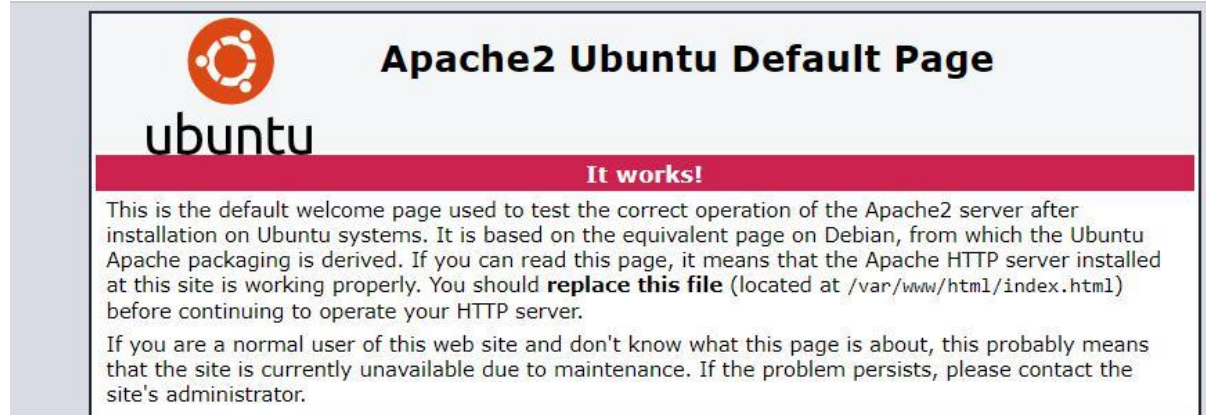 Apache2 Ubuntu Default Page
ubuntu
It works!
This is the default welcome page used to test the correct operation of the Apache2 server after
installation on Ubuntu systems. It is based on the equivalent page on Debian, from which the Ubuntu
Apache packaging is derived. If you can read this page, it means that the Apache HTTP server installed
at this site is working properly. You should replace this file (located at /var/www/html/index.html)
before continuing to operate your HTTP server.
If you are a normal user of this web site and don't know what this page is about, this probably means
that the site is currently unavailable due to maintenance. If the problem persists, please contact the
site's administrator.